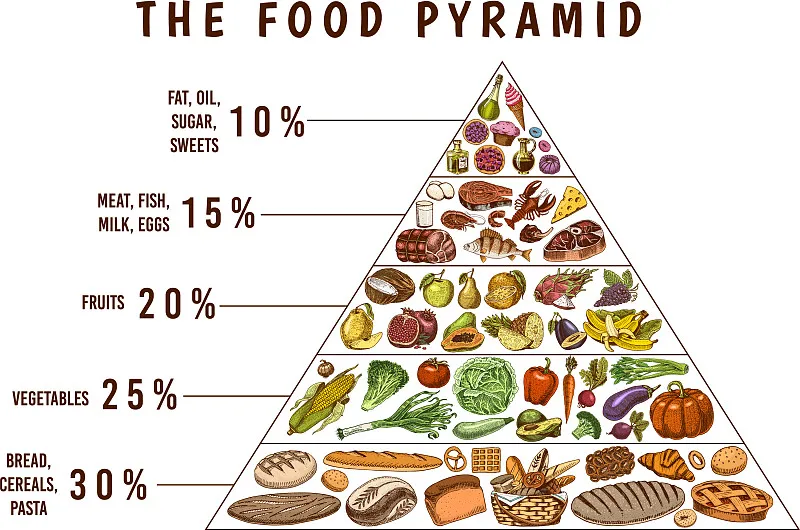 THE FOOD PYRAMID
FAT, OIL,
SUGAR,
SWEETS
10%
MEAT, FISH,
MILK, EGGS
15%
FRUITS
20%
VEGETABLES
25%
BREAD,
CEREALS,
PASTA
30%